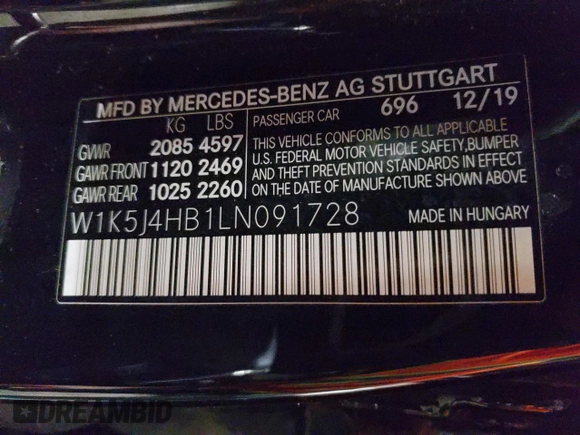 MFD BY MERCEDES-BENZ AG STUTTGART
KG LBS
GVWR 2085 4597
GAWR FRONT 1120 2469
GAWR REAR 1025 2260
PASSENGER CAR 696 12/19
THIS VEHICLE CONFORMS TO ALL APPLICABLE
U.S. FEDERAL MOTOR VEHICLE SAFETY, BUMPER
AND THEFT PREVENTION STANDARDS IN EFFECT
ON THE DATE OF MANUFACTURE SHOWN ABOVE
W1K5J4HB1LN091728
MADE IN HUNGARY
DREAMBID